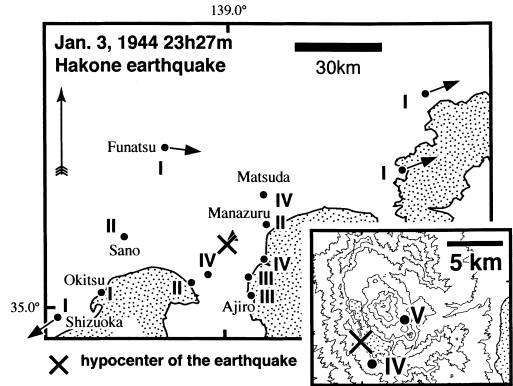 139.0°
Jan. 3, 1944 23h27m
Hakone earthquake
30km
I
Funatsu
I
I
Matsuda
IV
Manazuru
II
II
Sano
IV
IV
Okitsu
I
II
III
III
Ajiro
35.0°
I
Shizuoka
5 km
V
IV
hypocenter of the earthquake